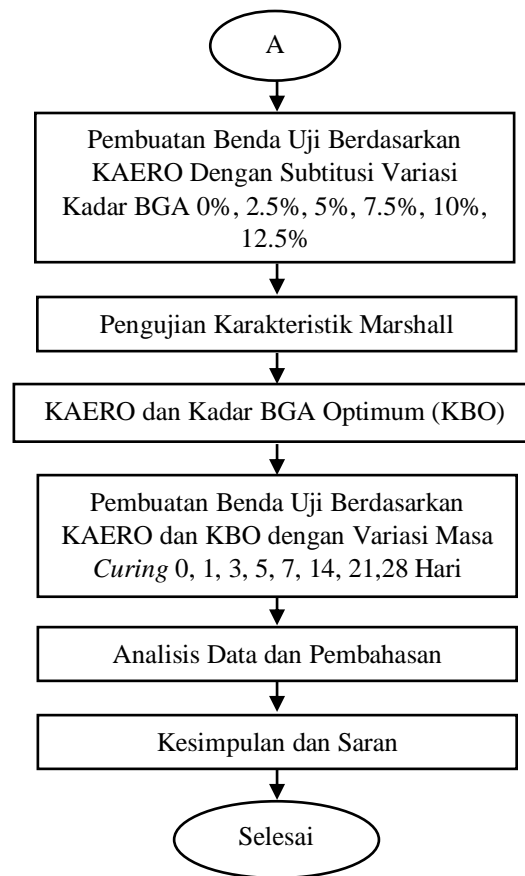 A
Pembuatan Benda Uji Berdasarkan
KAERO Dengan Subtitusi Variasi
Kadar BGA 0%, 2.5%, 5%, 7.5%, 10%,
12.5%
Pengujian Karakteristik Marshall
KAERO dan Kadar BGA Optimum (KBO)
Pembuatan Benda Uji Berdasarkan
KAERO dan KBO dengan Variasi Masa
Curing 0, 1, 3, 5, 7, 14, 21,28 Hari
Analisis Data dan Pembahasan
Kesimpulan dan Saran
Selesai